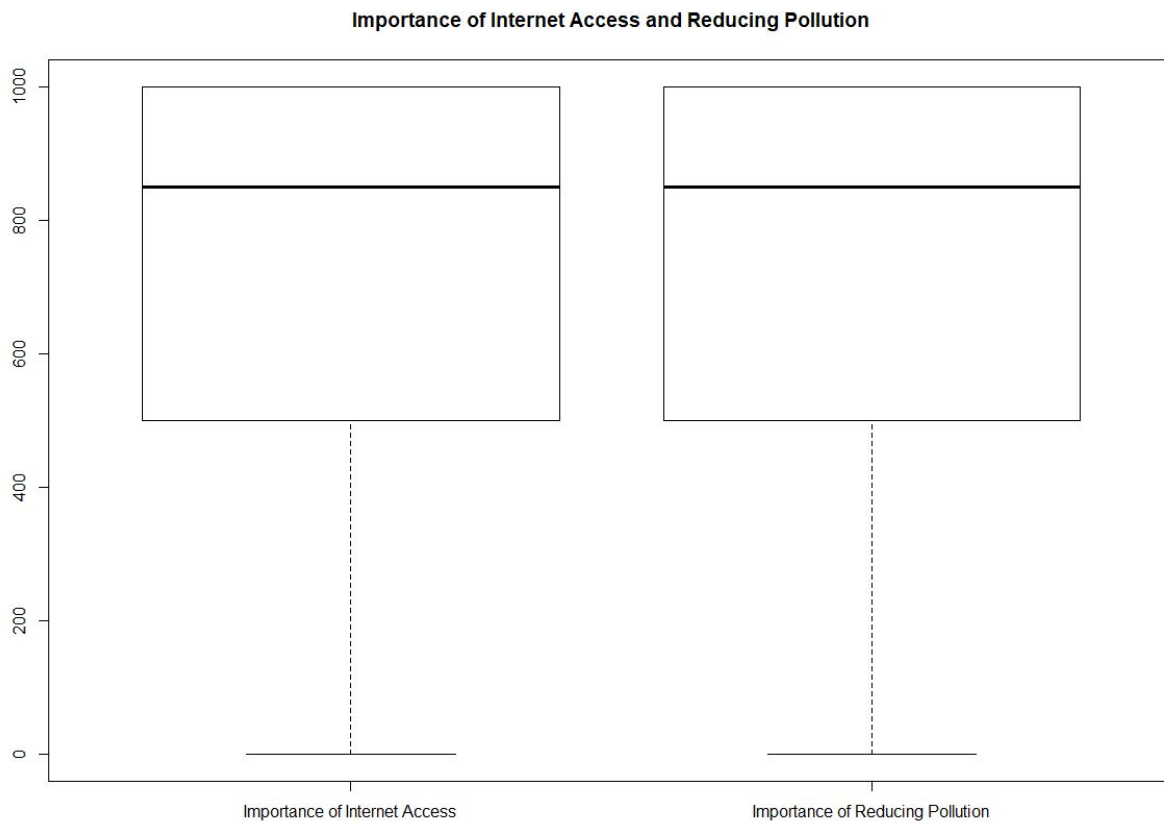 Importance of Internet Access and Reducing Pollution
1000
800
600
400
200
0
Importance of Internet Access
Importance of Reducing Pollution